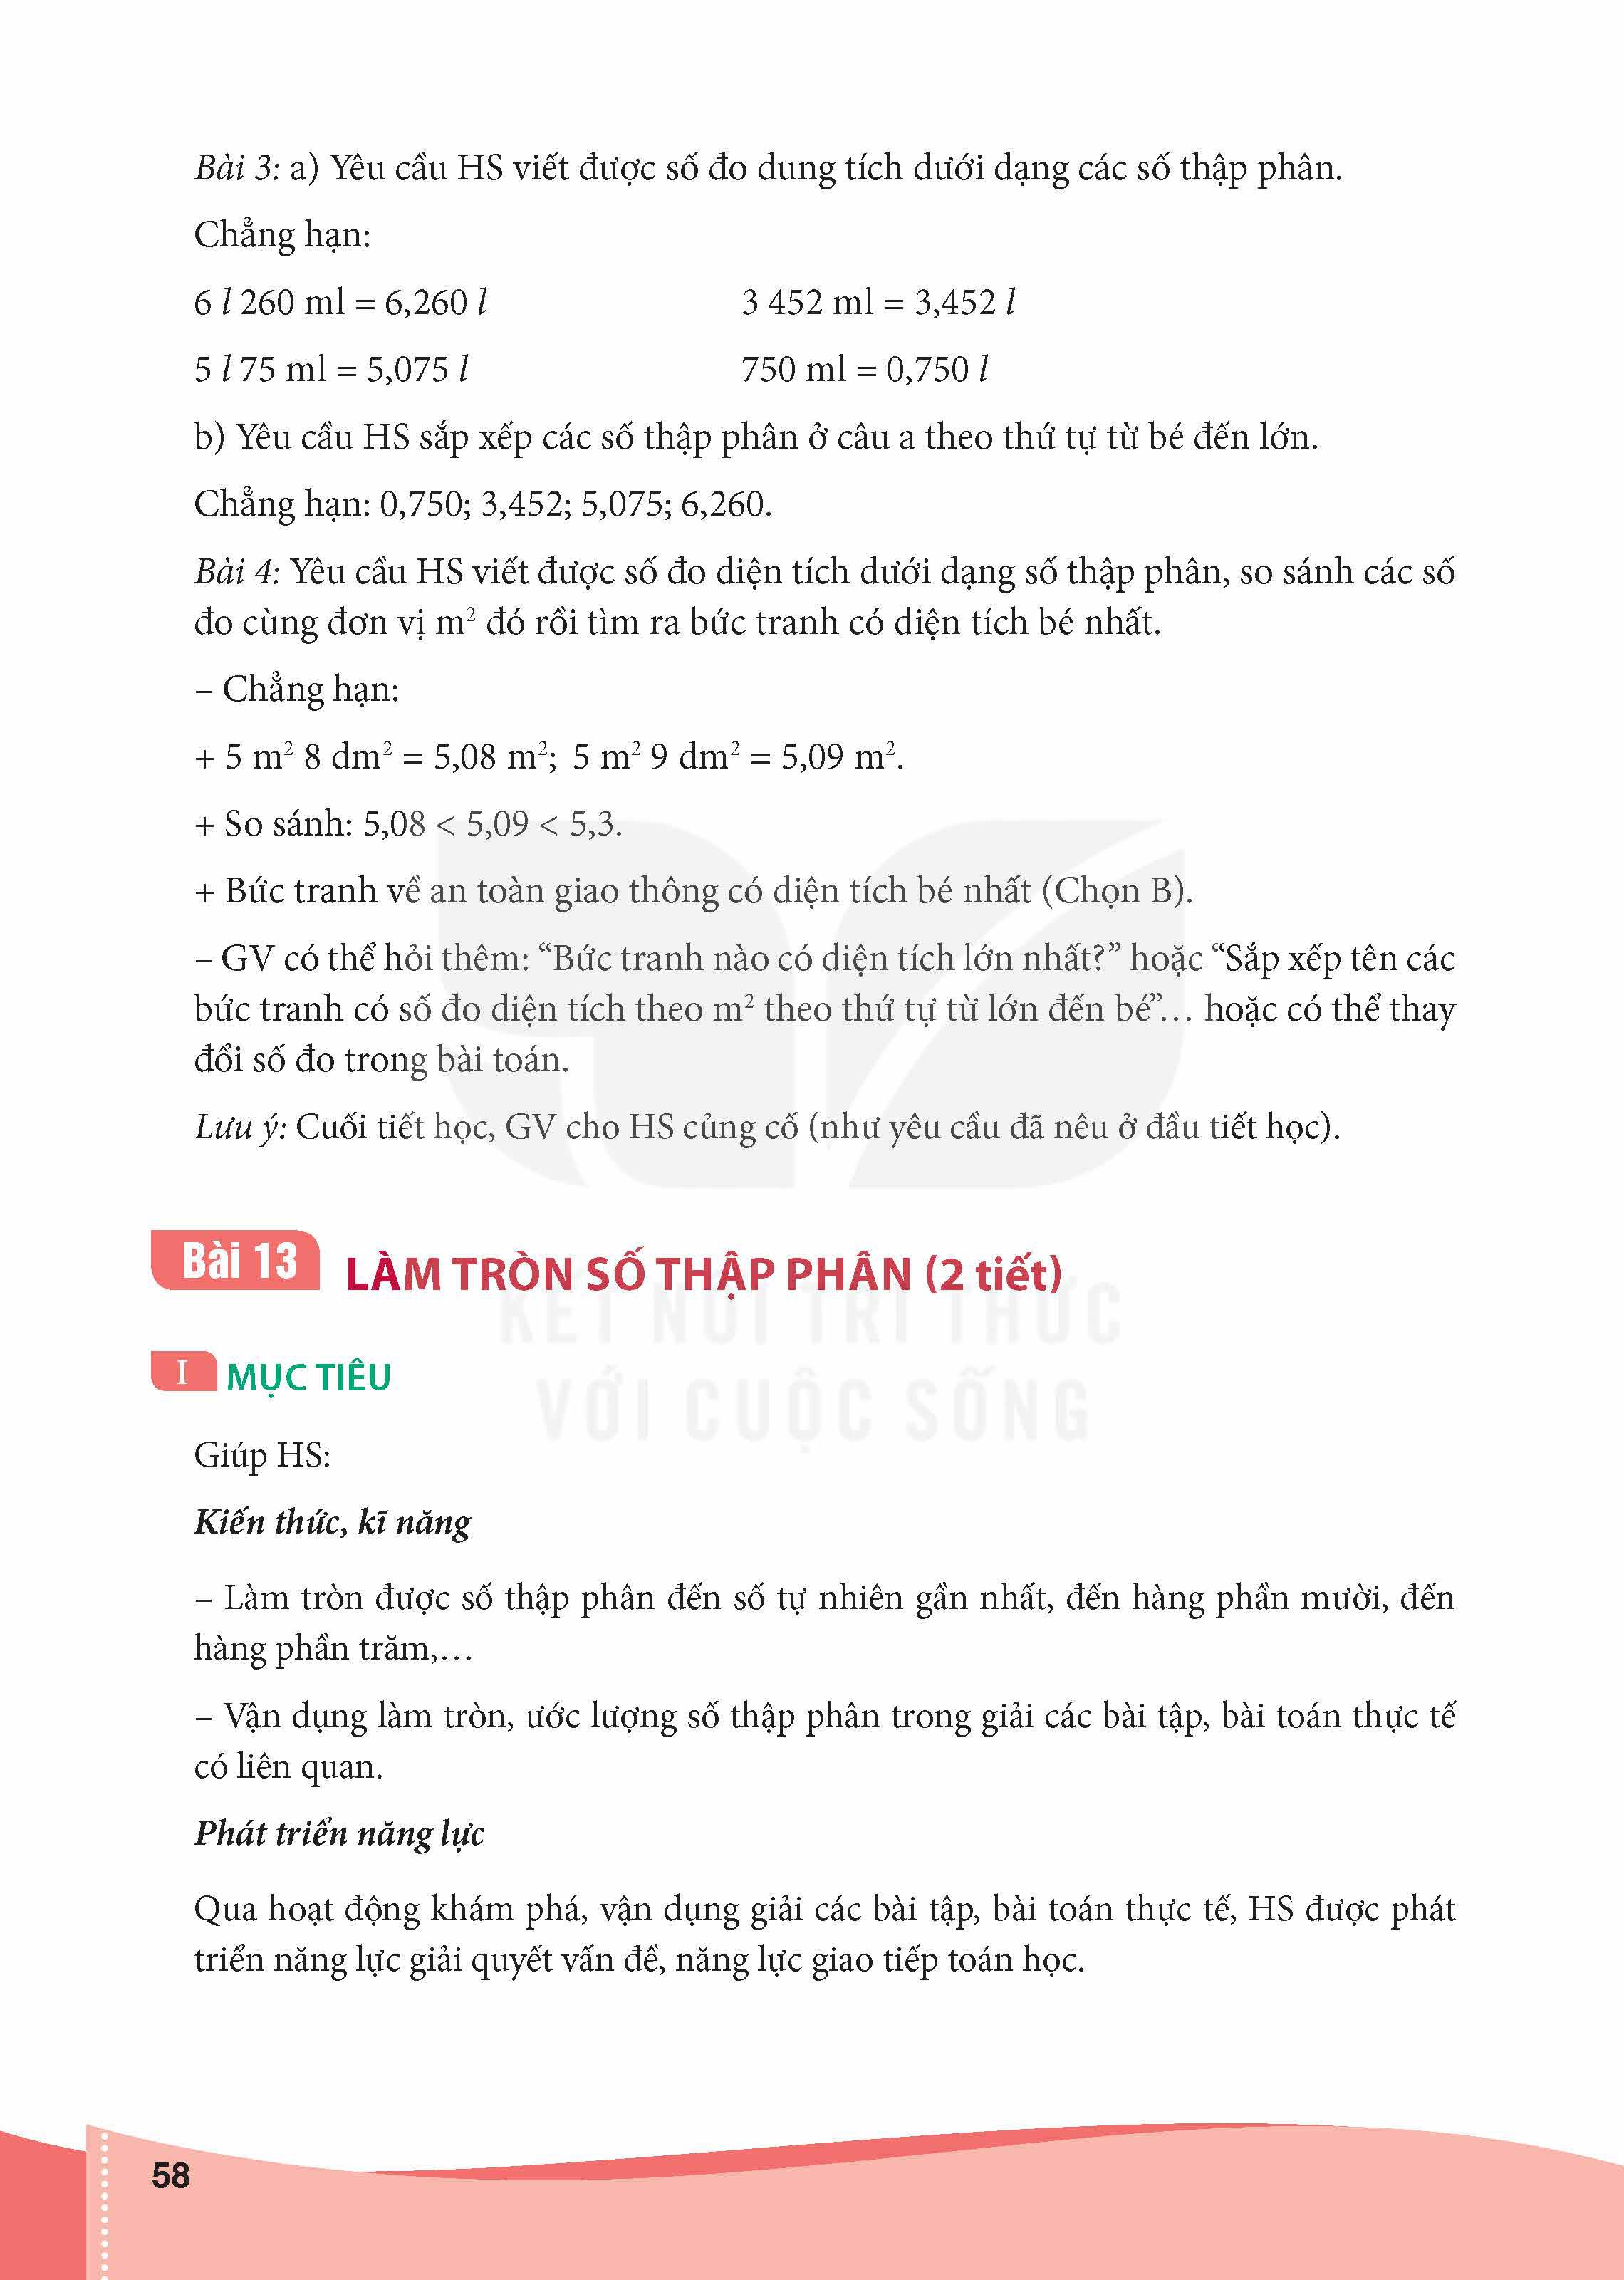 Bài 3: a) Yêu cầu HS viết được số đo dung tích dưới dạng các số thập phân.
Chẳng hạn:
6 l 260 ml = 6,260 l 3 452 ml = 3,452 l
5 l 75 ml = 5,075 l 750 ml = 0,750 l
b) Yêu cầu HS sắp xếp các số thập phân ở câu a theo thứ tự từ bé đến lớn.
Chẳng hạn: 0,750; 3,452; 5,075; 6,260.
Bài 4: Yêu cầu HS viết được số đo diện tích dưới dạng số thập phân, so sánh các số
đo cùng đơn vị m² đó rồi tìm ra bức tranh có diện tích bé nhất.
– Chẳng hạn:
+ 5 m² 8 dm² = 5,08 m²; 5 m² 9 dm² = 5,09 m².
+ So sánh: 5,08 < 5,09 < 5,3.
+ Bức tranh về an toàn giao thông có diện tích bé nhất (Chọn B).
– GV có thể hỏi thêm: “Bức tranh nào có diện tích lớn nhất?” hoặc “Sắp xếp tên các
bức tranh có số đo diện tích theo m² theo thứ tự từ lớn đến bé”… hoặc có thể thay
đổi số đo trong bài toán.
Lưu ý: Cuối tiết học, GV cho HS củng cố (như yêu cầu đã nêu ở đầu tiết học).
Bài 13 LÀM TRÒN SỐ THẬP PHÂN (2 tiết)
KẾT NỐI TRI THỨC
VỚI CUỘC SỐNG
I MỤC TIÊU
Giúp HS:
Kiến thức, kĩ năng
– Làm tròn được số thập phân đến số tự nhiên gần nhất, đến hàng phần mười, đến
hàng phần trăm,…
– Vận dụng làm tròn, ước lượng số thập phân trong giải các bài tập, bài toán thực tế
có liên quan.
Phát triển năng lực
Qua hoạt động khám phá, vận dụng giải các bài tập, bài toán thực tế, HS được phát
triển năng lực giải quyết vấn đề, năng lực giao tiếp toán học.
58